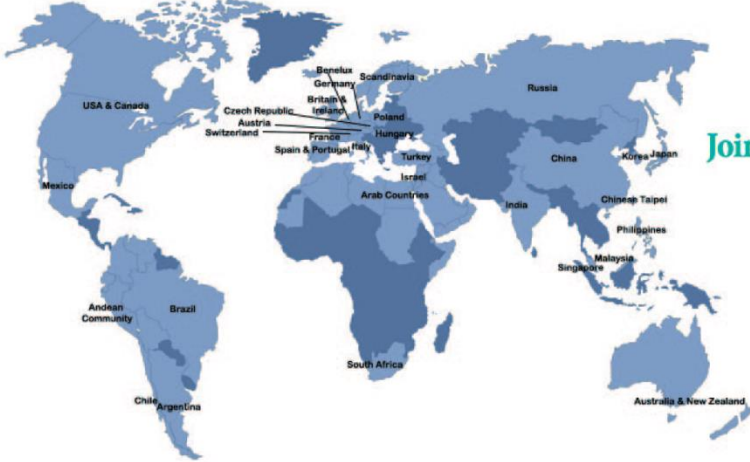 Benelux
Germany
Scandinavia
Britain &
Ireland
Russia
USA & Canada
Czech Republic
Poland
Austria
Switzerland
Hungary
France
Spain & Portugal
Italy
Turkey
China
Korea
Japan
Join
Israel
Mexico
Arab Countries
India
Chinese Taipei
Philippines
Malaysia
Singapore
Andean
Community
Brazil
South Africa
Chile
Argentina
Australia & New Zealand